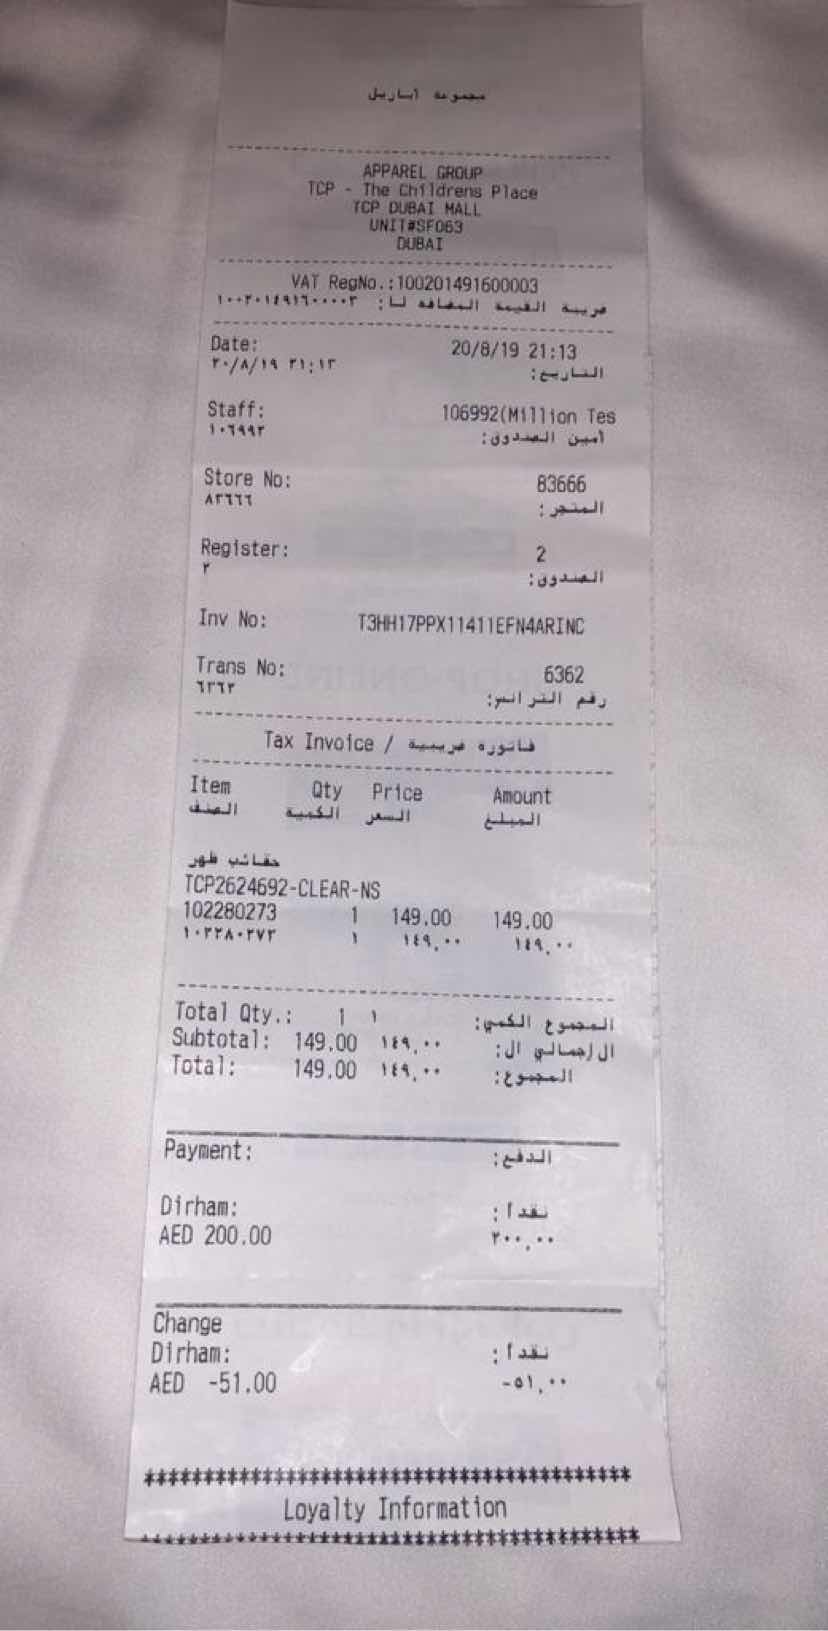 مجموعة أباريل
APPAREL GROUP
TCP - The Childrens Place
TCP DUBAI MALL
UNIT#SF063
DUBAI
VAT RegNo.:100201491600003
ضريبة القيمة المضافه لنا: ١٠٠٢٠١٤٩١٦٠٠٠٠٣
Date: 20/8/19 21:13
التاريخ: ٢٠/٨/١٩ ٢١:١٣
Staff: 106992(Million Tes
أمين الصندوق: ١٠٦٩٩٢
Store No: 83666
المتجر: ٨٣٦٦٦
Register: 2
الصندوق: ٢
Inv No: T3HH17PPX11411EFN4ARINC
Trans No: 6362
رقم الترانس: ٦٣٦٢
Tax Invoice / فاتورة ضريبية
Item Qty Price Amount
الصنف الكمية السعر المبلغ
حقائب ظهر
TCP2624692-CLEAR-NS
102280273 1 149.00 149.00
١٠٢٢٨٠٢٧٣ ١ ١٤٩,٠٠ ١٤٩,٠٠
Total Qty.: 1 ١ المجموع الكمي:
Subtotal: 149.00 ١٤٩,٠٠ الإجمالي ال:
Total: 149.00 ١٤٩,٠٠ المجموع:
Payment: الدفع:
Dirham: نقدأ:
AED 200.00 ٢٠٠,٠٠
Change
Dirham: نقدأ:
AED -51.00 -٥١,٠٠
****************************************
Loyalty Information
****************************************